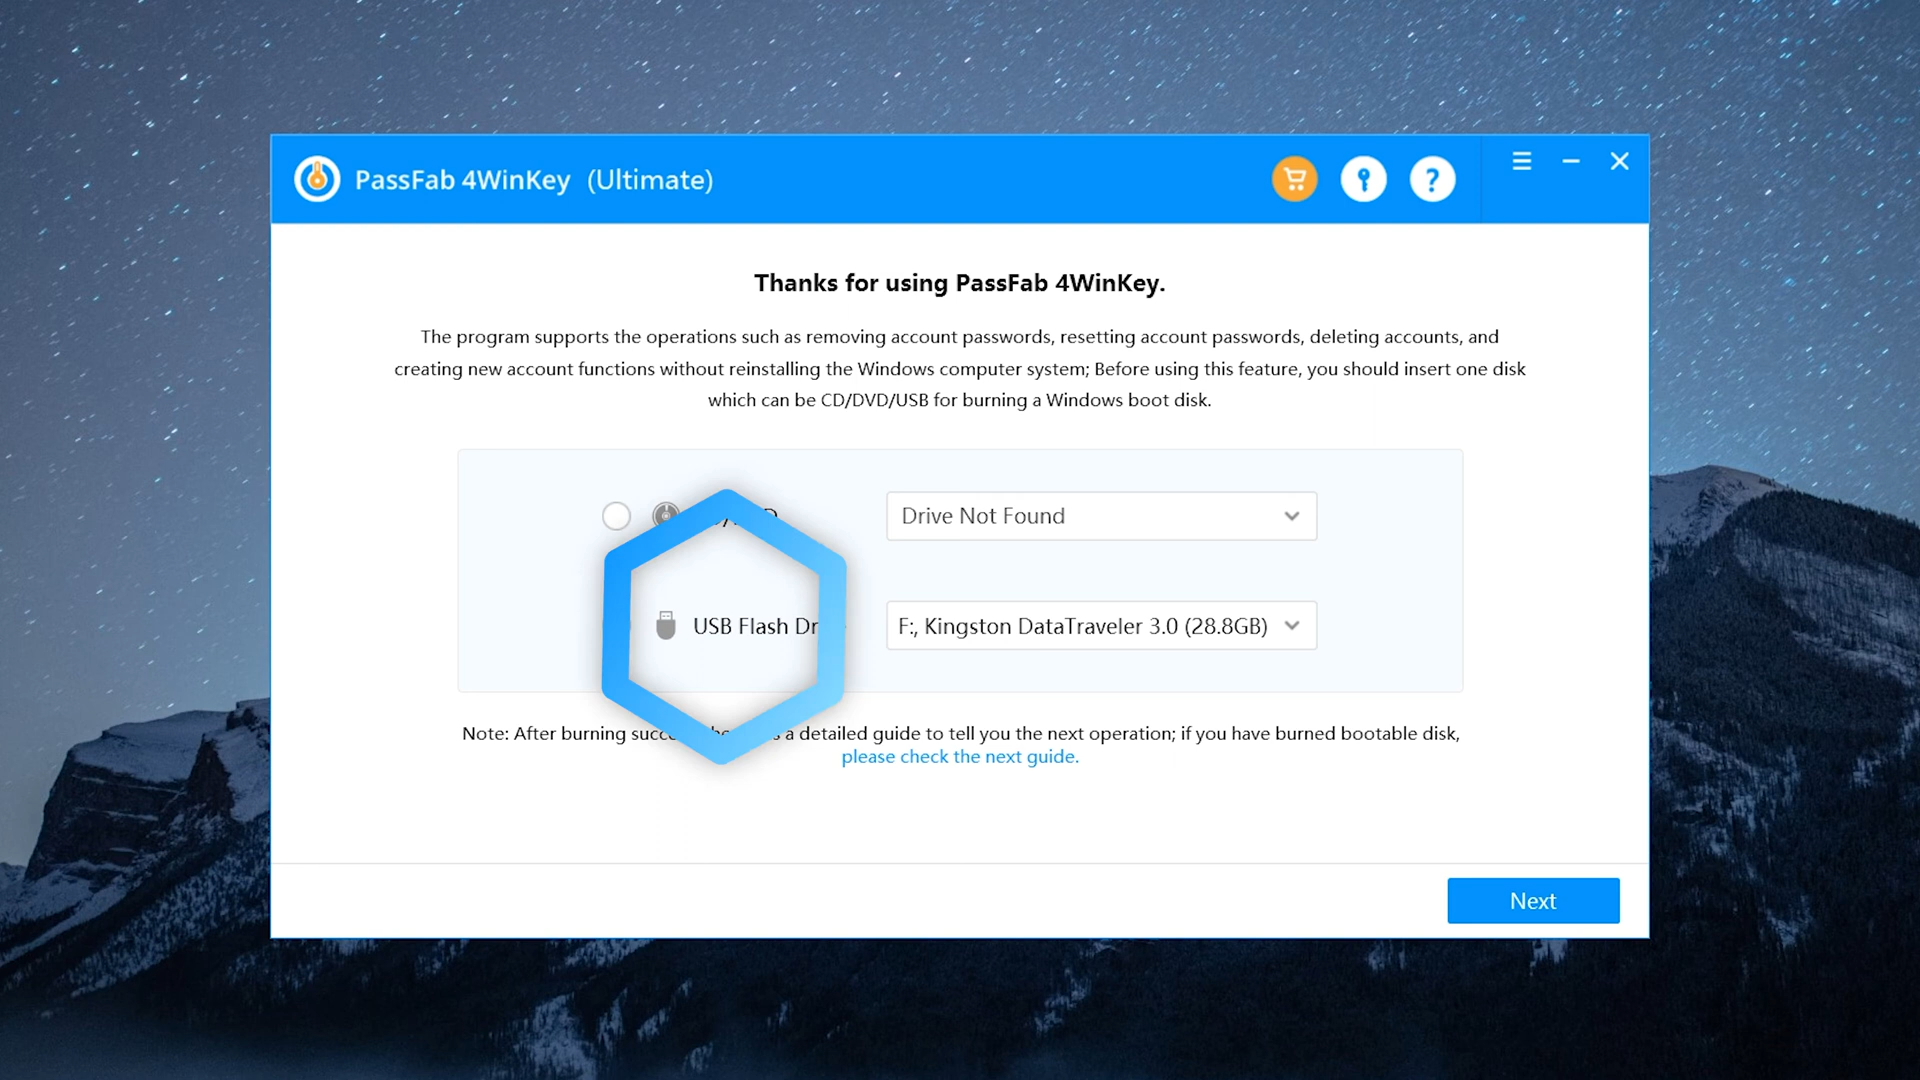 PassFab 4WinKey (Ultimate)
?
Thanks for using PassFab 4WinKey.
The program supports the operations such as removing account passwords, resetting account passwords, deleting accounts, and
creating new account functions without reinstalling the Windows computer system; Before using this feature, you should insert one disk
which can be CD/DVD/USB for burning a Windows boot disk.
Drive Not Found
USB Flash Dr
F:, Kingston DataTraveler 3.0 (28.8GB)
Note: After burning a detailed guide to tell you the next operation; if you have burned bootable disk,
please check the next guide.
Next